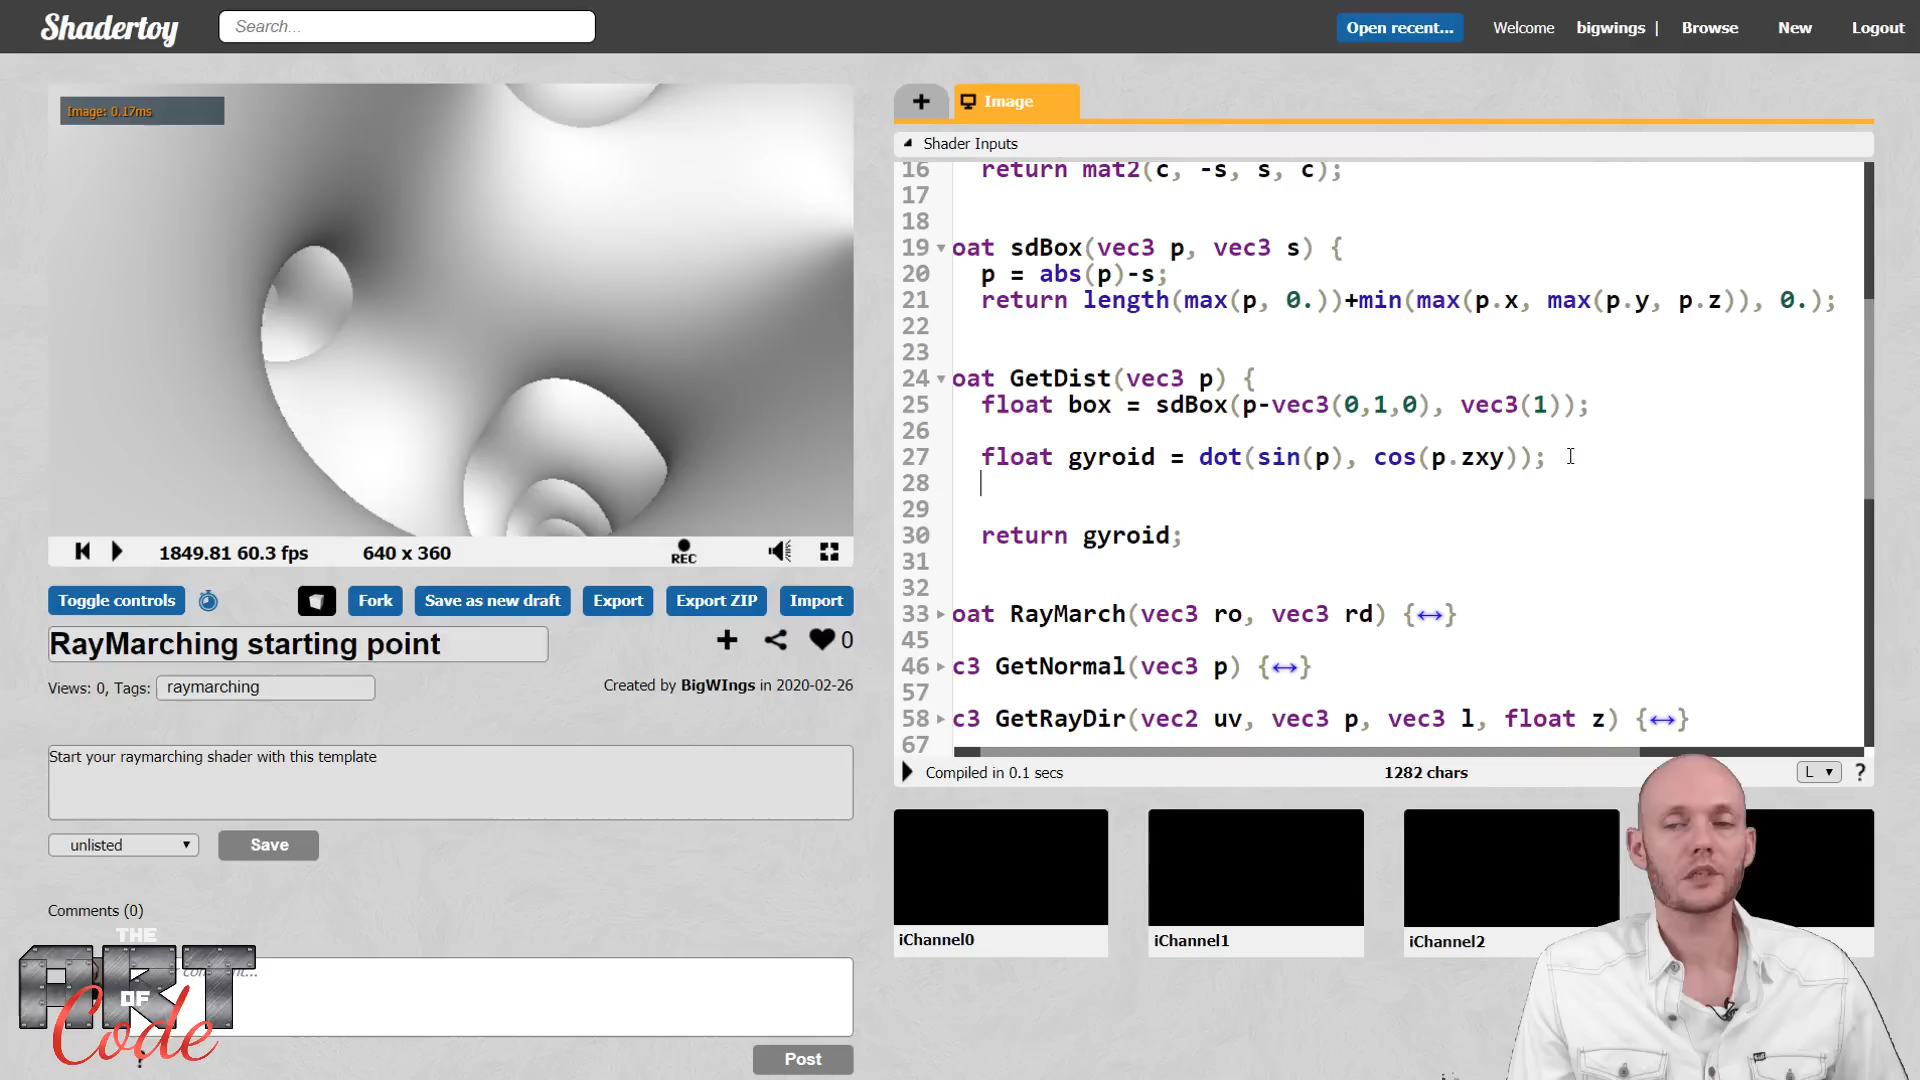 Shadertoy
Search...
Open recent...
Welcome bigwings |
Browse
New
Logout
Image: 0.17ms
+
Image
Shader Inputs
16 return mat2(c, -s, s, c);
17
18
19 oat sdBox(vec3 p, vec3 s) {
20 p = abs(p)-s;
21 return length(max(p, 0.))+min(max(p.x, max(p.y, p.z)), 0.);
22
23
24 oat GetDist(vec3 p) {
25 float box = sdBox(p-vec3(0,1,0), vec3(1));
26
27 float gyroid = dot(sin(p), cos(p.zxy));
28
29
30 return gyroid;
31
32
33 oat RayMarch(vec3 ro, vec3 rd) {↔}
45
46 c3 GetNormal(vec3 p) {↔}
57
58 c3 GetRayDir(vec2 uv, vec3 p, vec3 l, float z) {↔}
67
1849.81 60.3 fps
640 x 360
REC
Toggle controls
Fork
Save as new draft
Export
Export ZIP
Import
RayMarching starting point
0
Views: 0, Tags: raymarching
Created by BigWIngs in 2020-02-26
Start your raymarching shader with this template
unlisted
Save
Compiled in 0.1 secs
1282 chars
L
?
iChannel0
iChannel1
iChannel2
Comments (0)
THE
ART
OF
Code
Post